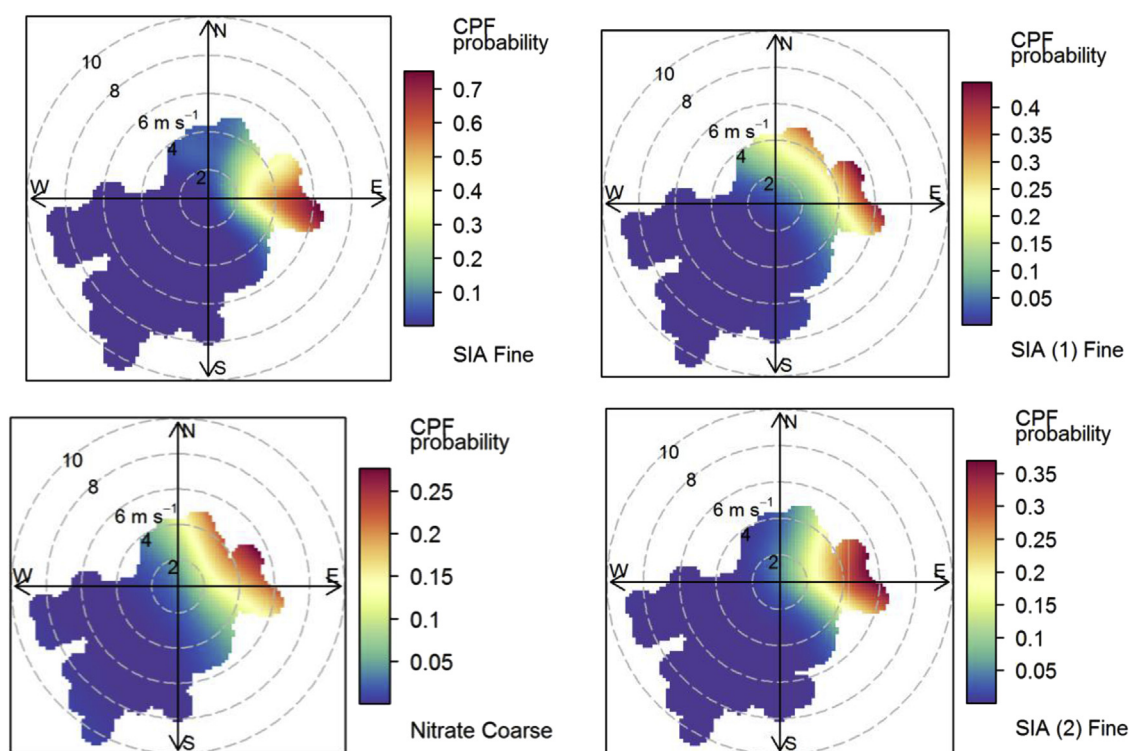 CPF
probability
N
10
8
6 m s⁻¹
4
2
W
E
S
0.7
0.6
0.5
0.4
0.3
0.2
0.1
SIA Fine
CPF
probability
N
10
8
6 m s⁻¹
4
2
W
E
S
0.4
0.35
0.3
0.25
0.2
0.15
0.1
0.05
SIA (1) Fine
CPF
probability
N
10
8
6 m s⁻¹
4
2
W
E
S
0.25
0.20
0.15
0.10
0.05
Nitrate Coarse
CPF
probability
N
10
8
6 m s⁻¹
4
2
W
E
S
0.35
0.3
0.25
0.2
0.15
0.1
0.05
SIA (2) Fine